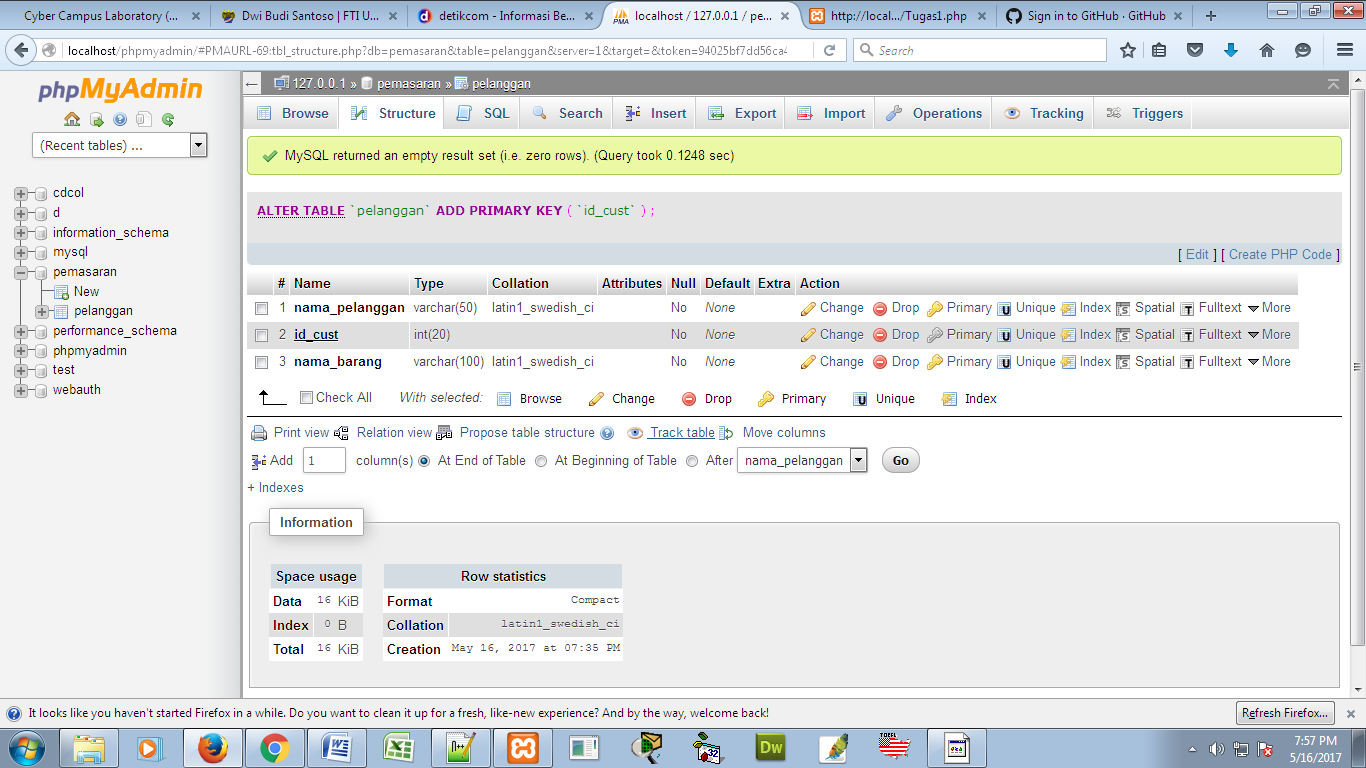 Cyber Campus Laboratory (...
Dwi Budi Santoso | FTI U...
detikcom - Informasi Be...
localhost / 127.0.0.1 / pe...
http://local.../Tugas1.php
Sign in to GitHub · GitHub
localhost/phpmyadmin/#PMAURL-69:tbl_structure.php?db=pemasaran&table=pelanggan&server=1&target=&token=94025bf7dd56ca4
Search
phpMyAdmin
(Recent tables) ...
cdcol
d
information_schema
mysql
pemasaran
New
pelanggan
performance_schema
phpmyadmin
test
webauth
127.0.0.1 » pemasaran » pelanggan
Browse Structure SQL Search Insert Export Import Operations Tracking Triggers
MySQL returned an empty result set (i.e. zero rows). (Query took 0.1248 sec)
ALTER TABLE `pelanggan` ADD PRIMARY KEY ( `id_cust` ) ;
[ Edit ] [ Create PHP Code ]
# Name Type Collation Attributes Null Default Extra Action
1 nama_pelanggan varchar(50) latin1_swedish_ci No None Change Drop Primary Unique Index Spatial Fulltext More
2 id_cust int(20) No None Change Drop Primary Unique Index Spatial Fulltext More
3 nama_barang varchar(100) latin1_swedish_ci No None Change Drop Primary Unique Index Spatial Fulltext More
Check All With selected: Browse Change Drop Primary Unique Index
Print view Relation view Propose table structure Track table Move columns
Add 1 column(s) At End of Table At Beginning of Table After nama_pelanggan Go
+ Indexes
Information
Space usage
Data 16 KiB
Index 0 B
Total 16 KiB
Row statistics
Format Compact
Collation latin1_swedish_ci
Creation May 16, 2017 at 07:35 PM
It looks like you haven't started Firefox in a while. Do you want to clean it up for a fresh, like-new experience? And by the way, welcome back!
Refresh Firefox...
7:57 PM
5/16/2017